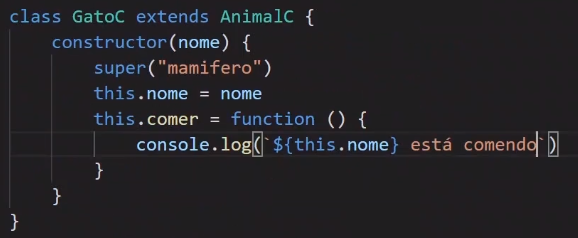 class GatoC extends AnimalC {
    constructor(nome) {
        super("mamifero")
        this.nome = nome
        this.comer = function () {
            console.log(`${this.nome} está comendo`)
        }
    }
}